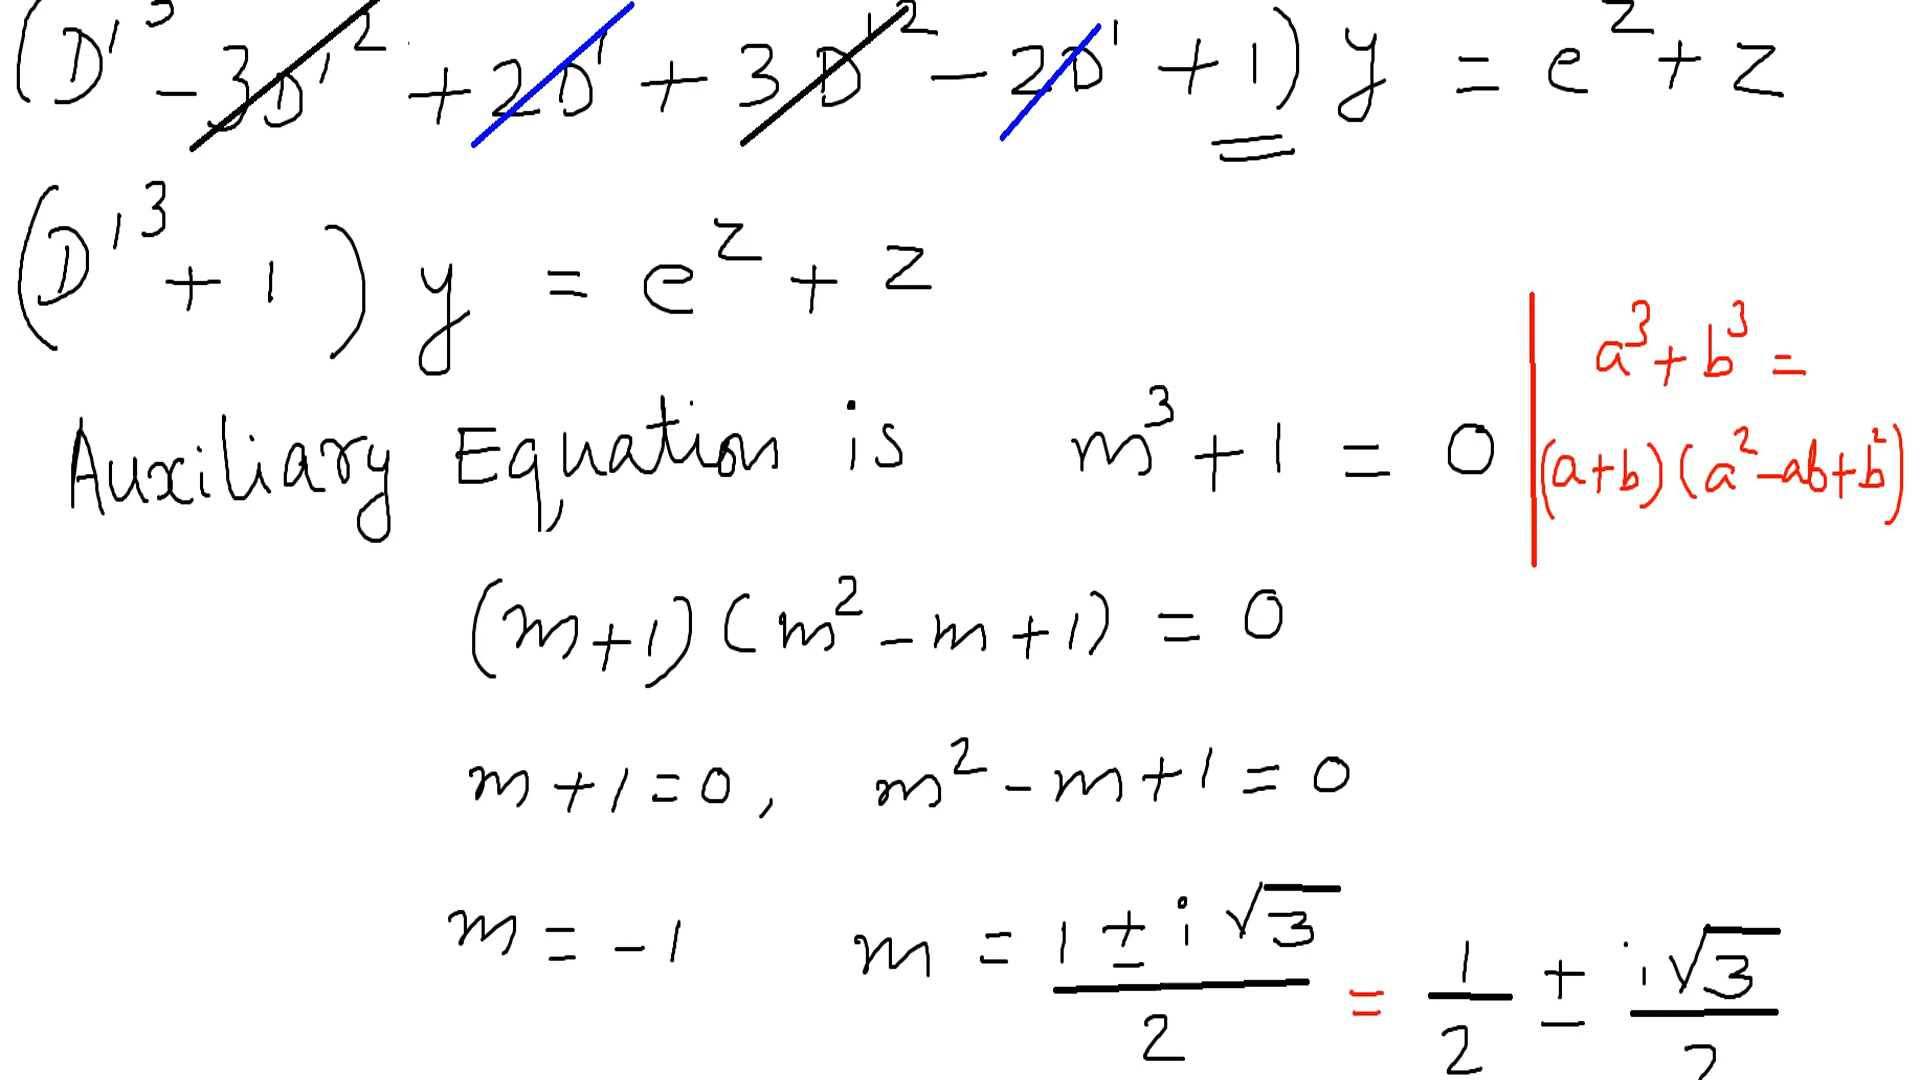 (D'³ - 3D'² + 2D' + 3D'² - 2D' + 1) y = e^z + z
(D'³ + 1) y = e^z + z
a³ + b³ =
Auxiliary Equation is m³ + 1 = 0
(a+b)(a²-ab+b²)
(m+1)(m² - m + 1) = 0
m + 1 = 0, m² - m + 1 = 0
m = -1 m = (1 ± i√3)/2 = 1/2 ± i√3/2